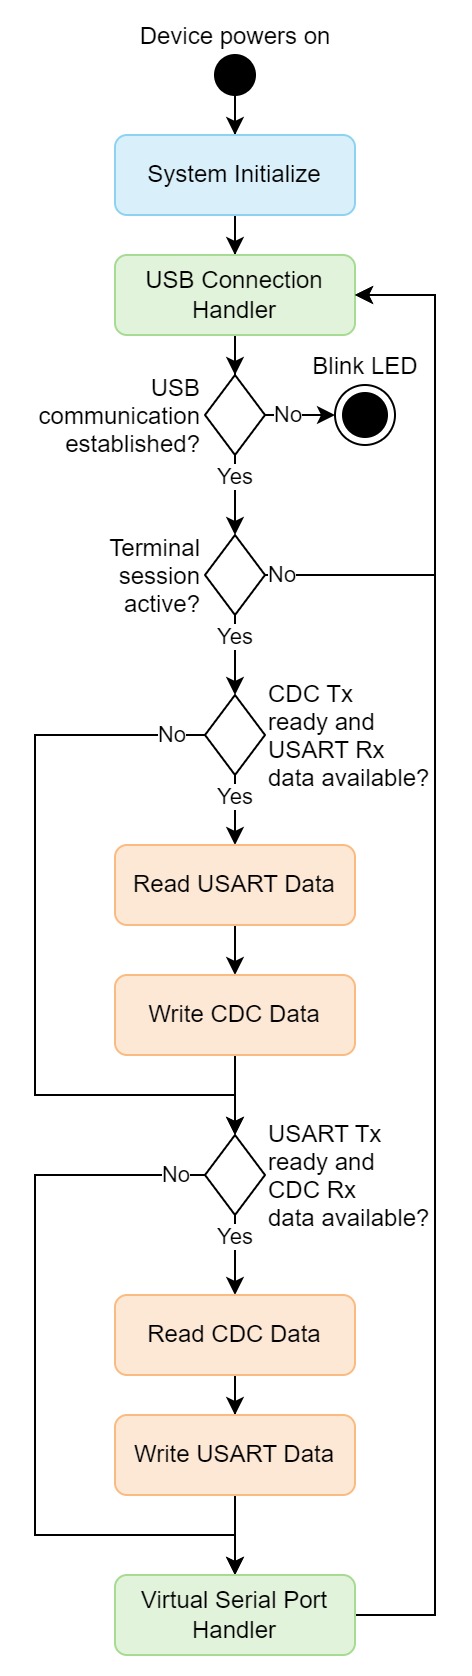 Device powers on
System Initialize
USB Connection
Handler
Blink LED
USB
communication
established?
No
Yes
Terminal
session
active?
No
Yes
CDC Tx
ready and
USART Rx
data available?
No
Yes
Read USART Data
Write CDC Data
USART Tx
ready and
CDC Rx
data available?
No
Yes
Read CDC Data
Write USART Data
Virtual Serial Port
Handler